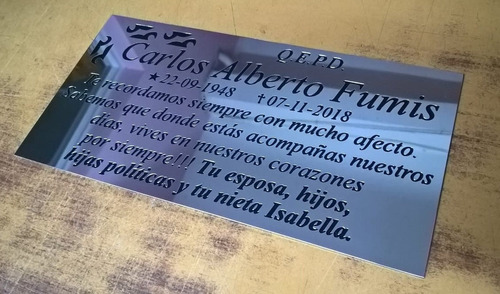 Q.E.P.D.
Carlos Alberto Fumis
★22-09-1948 ✝07-11-2018
Te recordamos siempre con mucho afecto.
Sabemos que donde estás acompañas nuestros
días, vives en nuestros corazones
por siempre!!! Tu esposa, hijos,
hijas políticas y tu nieta Isabella.